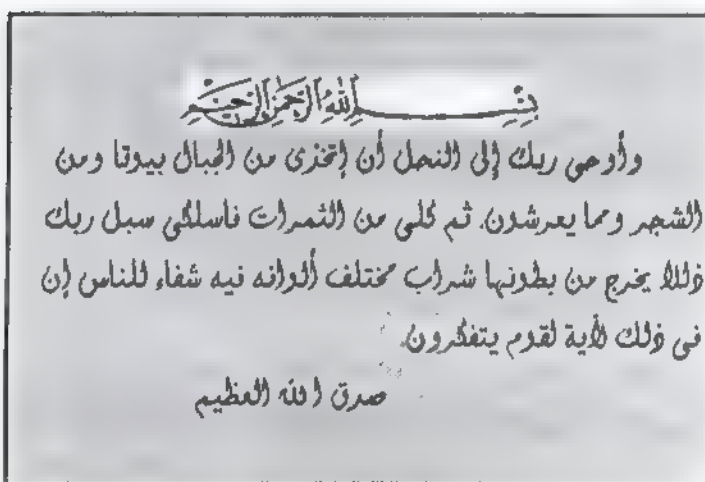 بسم الله الرحمن الرحيم
وأوحى ربك إلى النحل أن إتخذى من الجبال بيوتا ومن
الشجر ومما يعرشون. ثم كلى من الثمرات فاسلكى سبل ربك
ذللا يخرج من بطونها شراب مختلف ألوانه فيه شفاء للناس إن
فى ذلك لأية لقوم يتفكرون.
صدق الله العظيم